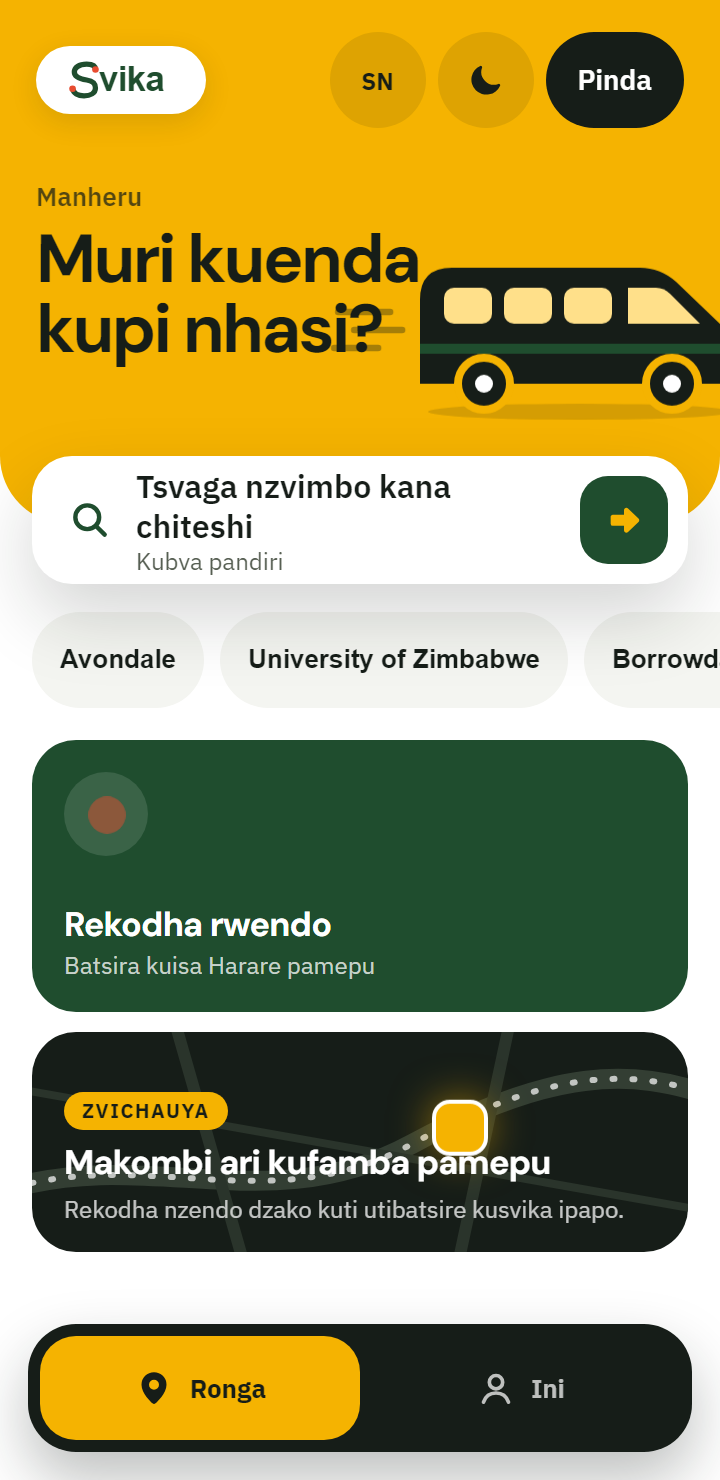 Svika
SN
Pinda
Manheru
Muri kuenda
kupi nhasi?
Tsvaga nzvimbo kana
chiteshi
Kubva pandiri
Avondale
University of Zimbabwe
Rekodha rwendo
Batsira kuisa Harare pamepu
ZVICHAUYA
Makombi ari kufamba pamepu
Rekodha nzendo dzako kuti utibatsire kusvika ipapo.
Ronga
Ini